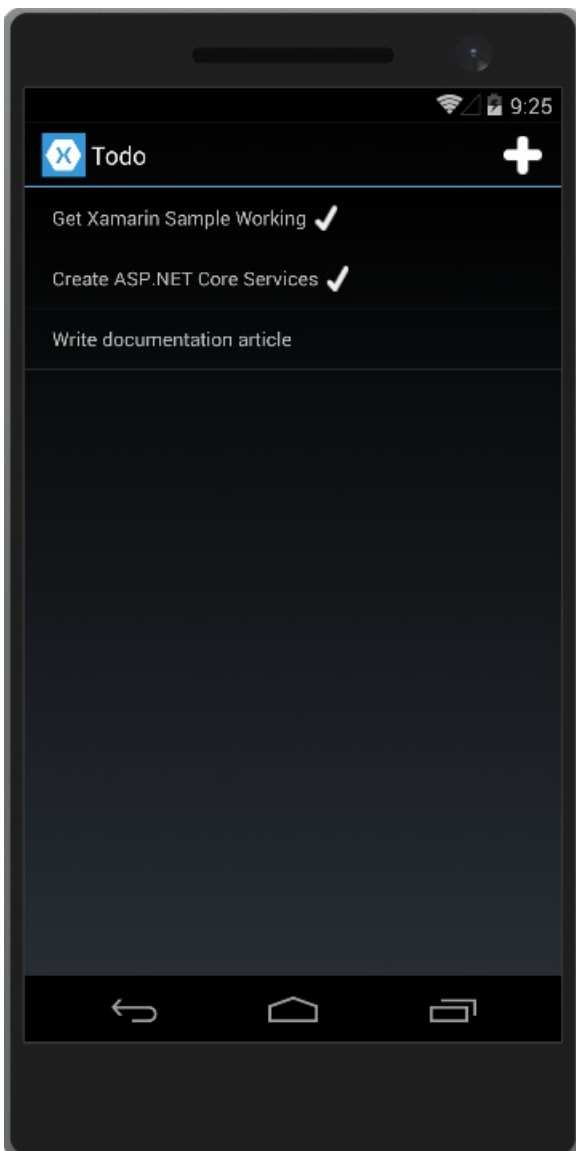 9:25
Todo
Get Xamarin Sample Working
Create ASP.NET Core Services
Write documentation article